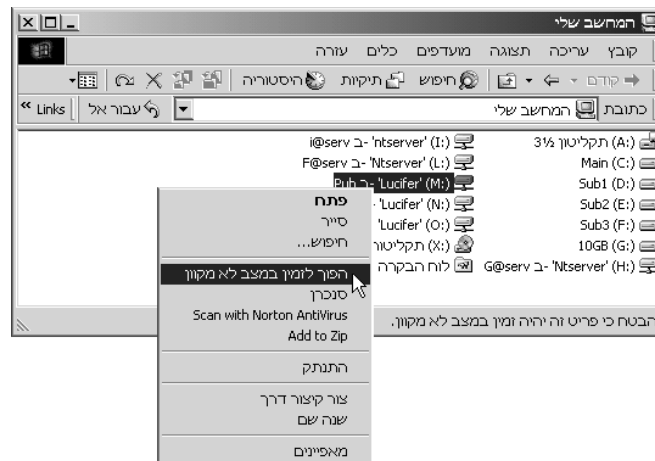 המחשב שלי
קובץ עריכה תצוגה מועדפים כלים עזרה
קודם חיפוש תיקיות היסטוריה
כתובת המחשב שלי עבור אל Links »
תקליטון 3½ (A:)
Main (C:)
Sub1 (D:)
Sub2 (E:)
Sub3 (F:)
10GB (G:)
G@serv ב- 'Ntserver' (H:)
i@serv ב- 'ntserver' (I:)
F@serv ב- 'Ntserver' (L:)
Pub ב- 'Lucifer' (M:)
'Lucifer' (N:)
'Lucifer' (O:)
תקליטור (X:)
לוח הבקרה
פתח
סייר
חיפוש...
הפוך לזמין במצב לא מקוון
סנכרן
Scan with Norton AntiVirus
Add to Zip
התנתק
צור קיצור דרך
שנה שם
מאפיינים
הבטח כי פריט זה יהיה זמין במצב לא מקוון.